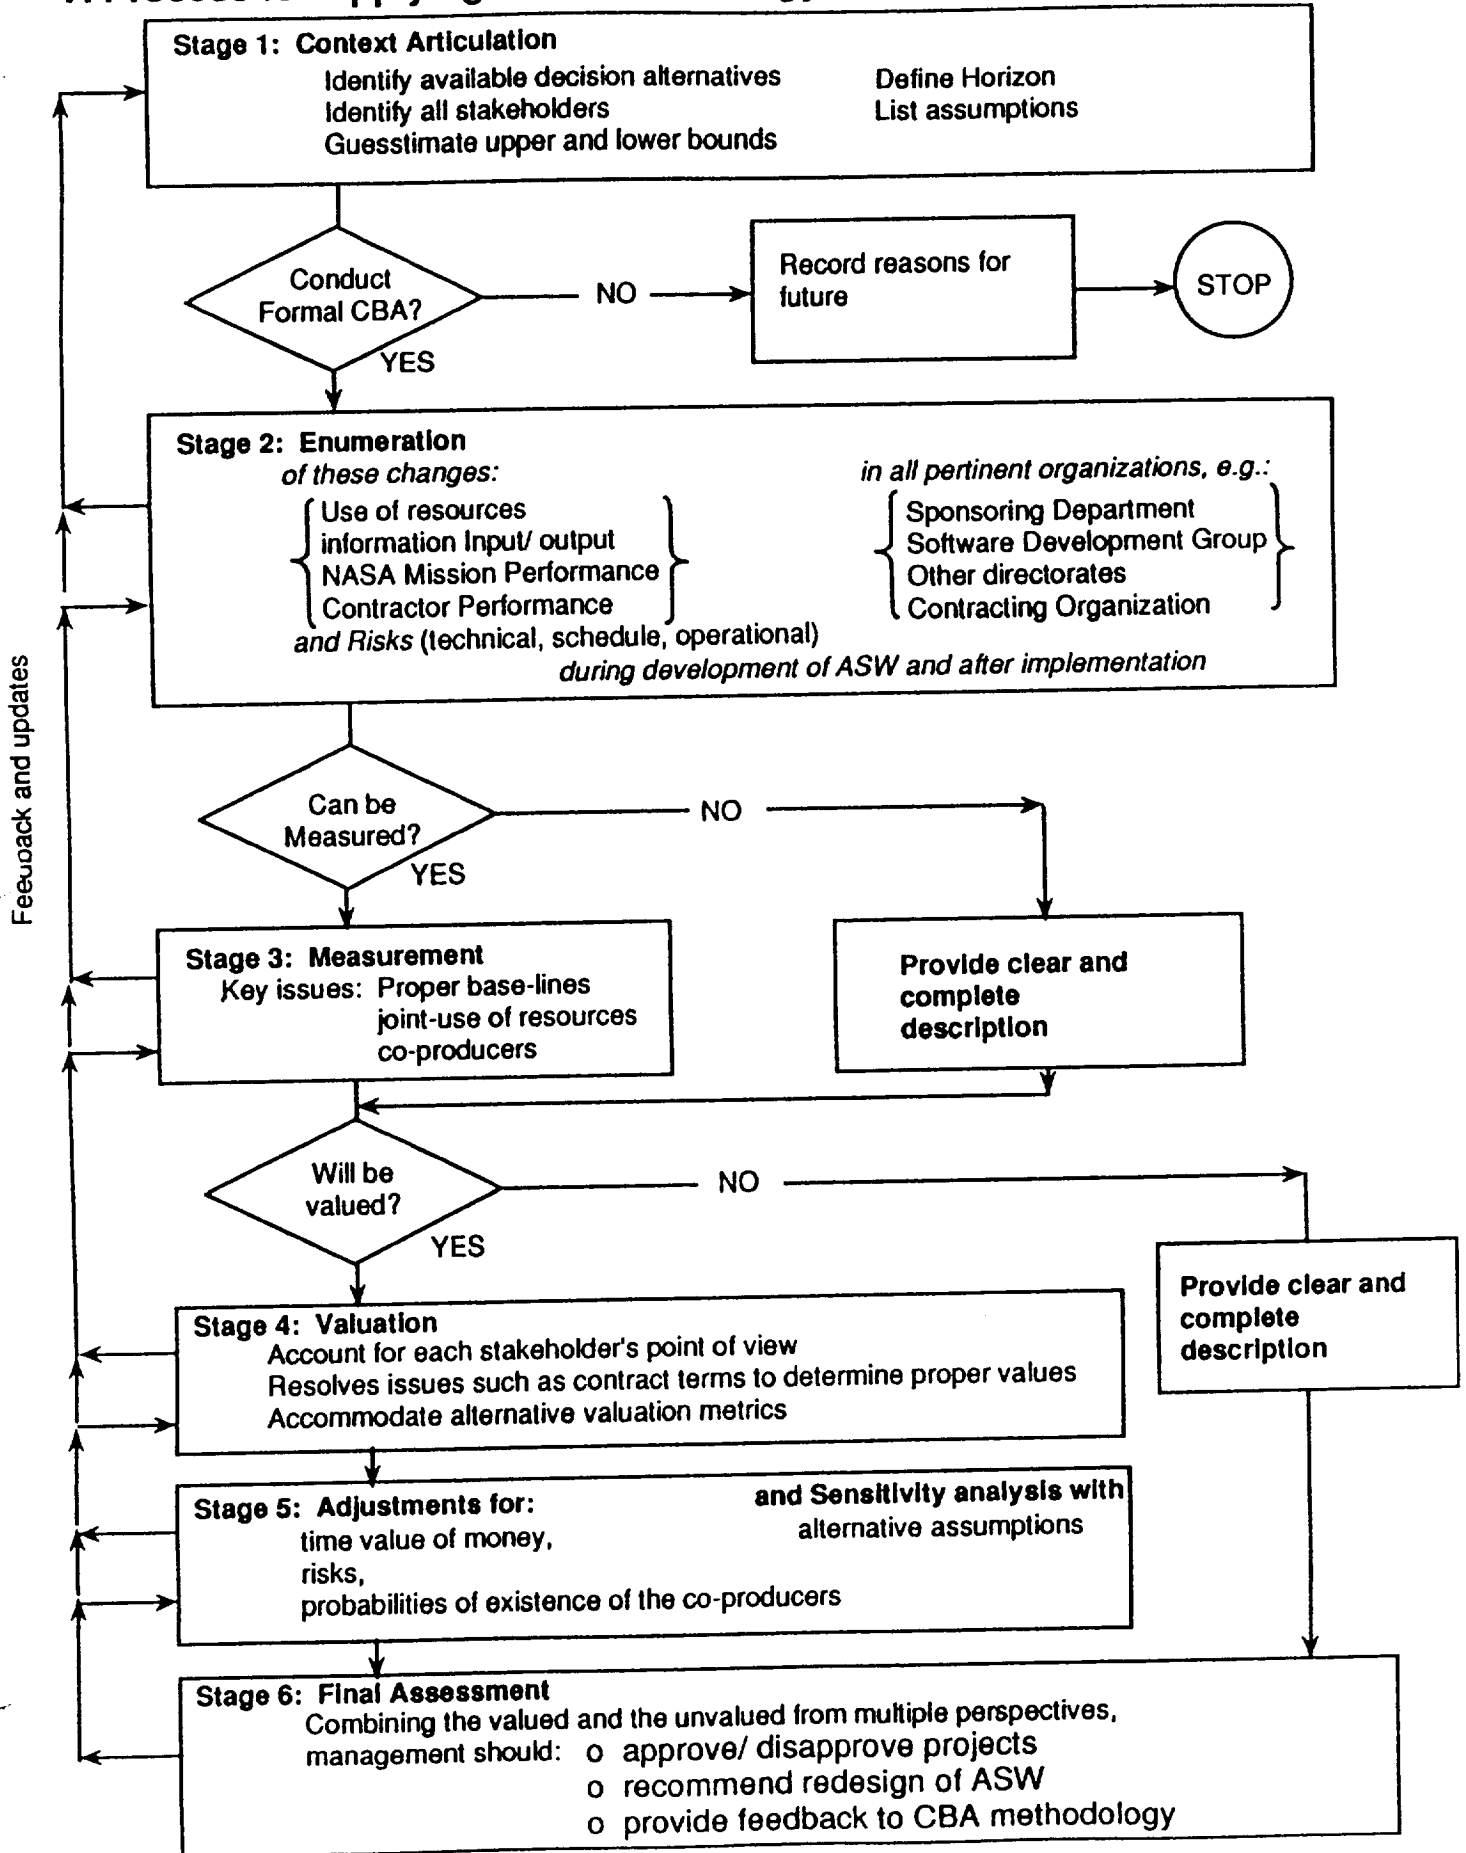 Stage 1: Context Articulation
Identify available decision alternatives
Define Horizon
Identify all stakeholders
List assumptions
Guesstimate upper and lower bounds
Conduct
Formal CBA?
NO
Record reasons for
future
STOP
YES
Stage 2: Enumeration
of these changes:
in all pertinent organizations, e.g.:
Use of resources
Sponsoring Department
information Input/ output
Software Development Group
NASA Mission Performance
Other directorates
Contractor Performance
Contracting Organization
and Risks (technical, schedule, operational)
during development of ASW and after implementation
Feedback and updates
Can be
Measured?
NO
YES
Stage 3: Measurement
Key issues: Proper base-lines
joint-use of resources
co-producers
Provide clear and
complete
description
Will be
valued?
NO
YES
Provide clear and
complete
description
Stage 4: Valuation
Account for each stakeholder's point of view
Resolves issues such as contract terms to determine proper values
Accommodate alternative valuation metrics
Stage 5: Adjustments for:
and Sensitivity analysis with
time value of money,
alternative assumptions
risks,
probabilities of existence of the co-producers
Stage 6: Final Assessment
Combining the valued and the unvalued from multiple perspectives,
management should: o approve/ disapprove projects
o recommend redesign of ASW
o provide feedback to CBA methodology